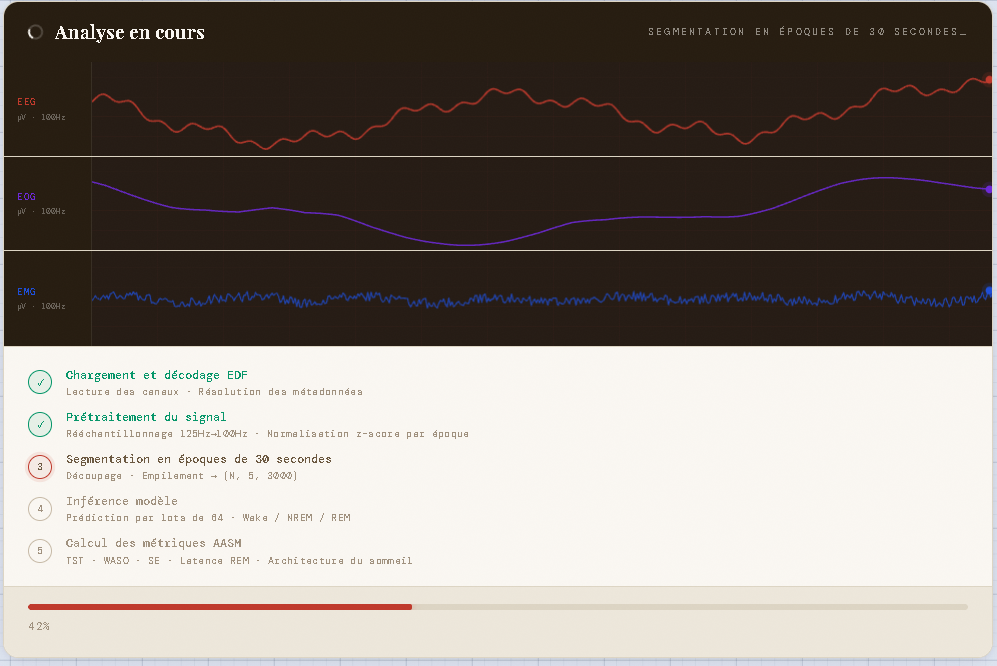 Analyse en cours
SEGMENTATION EN ÉPOQUES DE 30 SECONDES…
EEG
µV · 100Hz
EOG
µV · 100Hz
EMG
µV · 100Hz
✓
Chargement et décodage EDF
Lecture des canaux · Résolution des métadonnées
✓
Prétraitement du signal
Rééchantillonnage 125Hz→100Hz · Normalisation z-score par époque
3
Segmentation en époques de 30 secondes
Découpage · Empilement → (N, 5, 3000)
4
Inférence modèle
Prédiction par lots de 64 · Wake / NREM / REM
5
Calcul des métriques AASM
TST · WASO · SE · Latence REM · Architecture du sommeil
42%